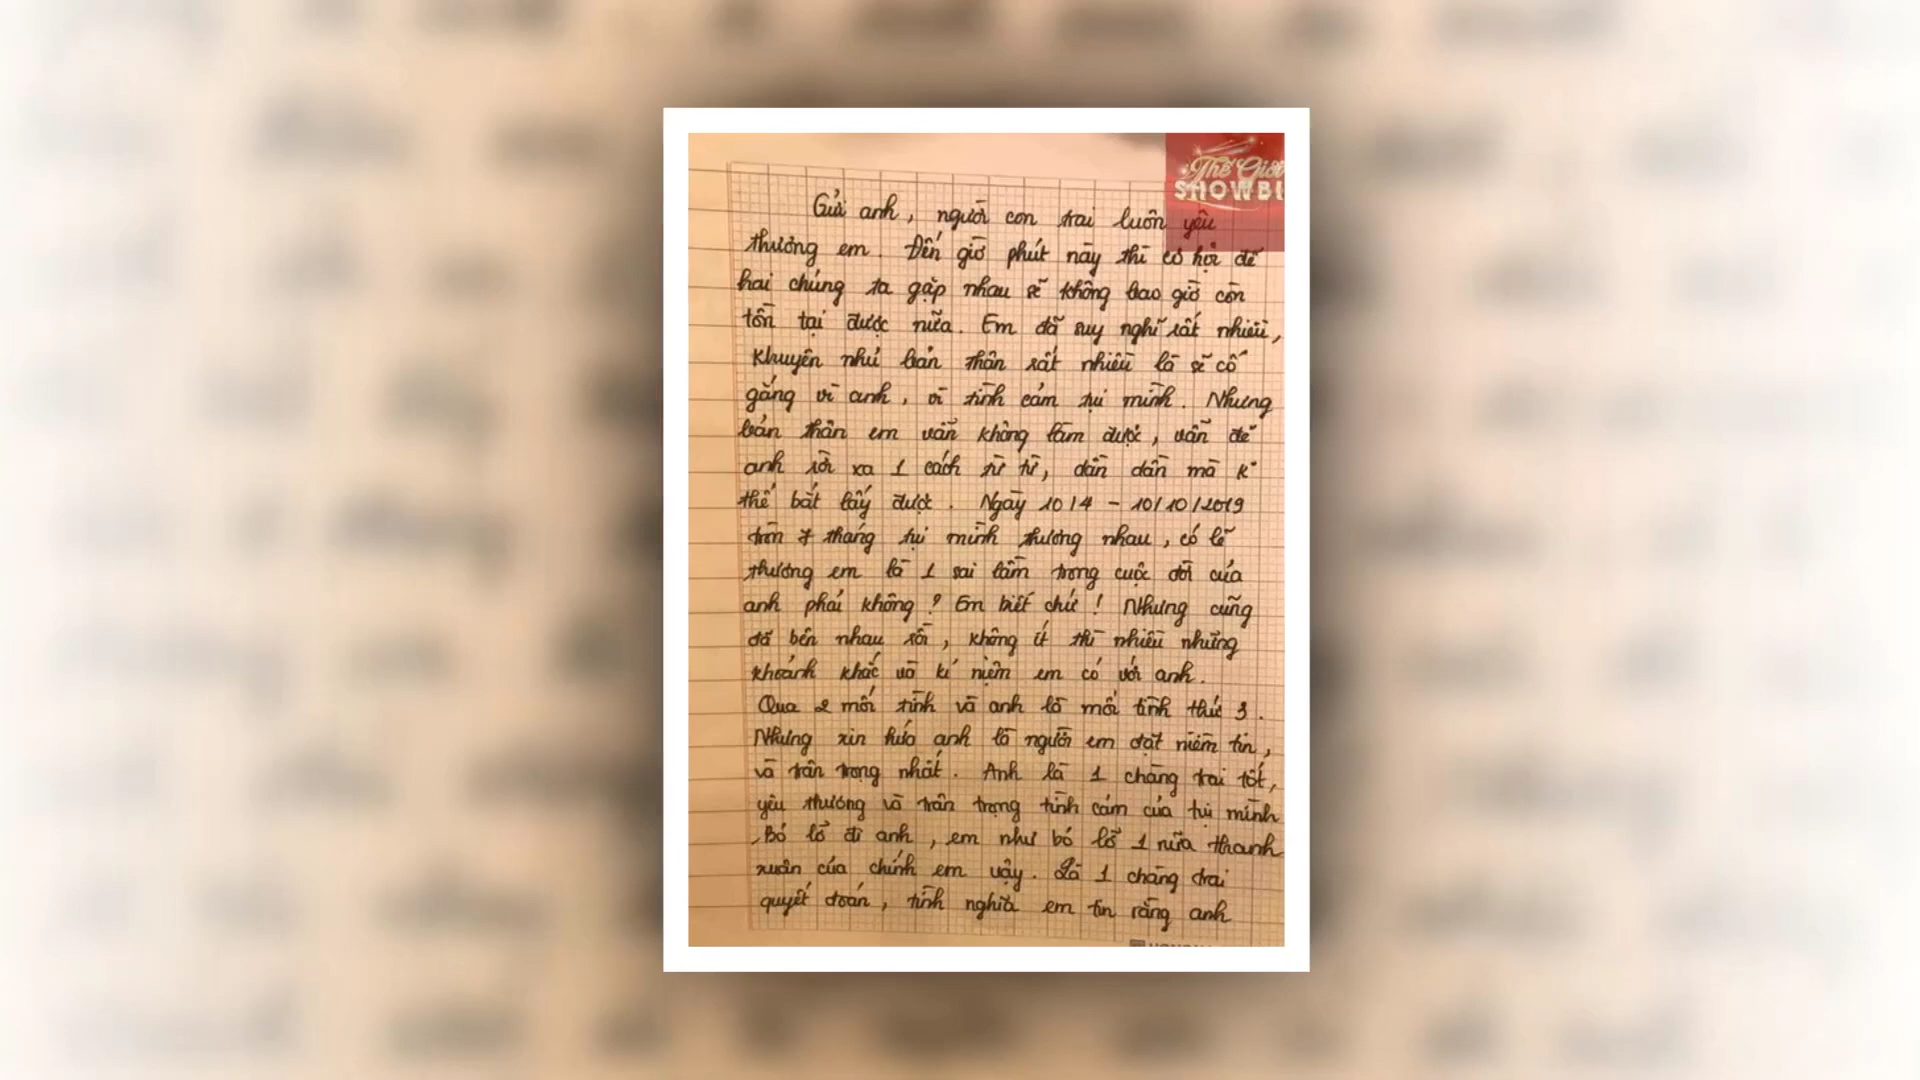 Thế Giới
SHOWBI
Gửi anh, người con trai luôn yêu
thương em. Đến giờ phút này thì cơ hội để
hai chúng ta gặp nhau sẽ không bao giờ còn
tồn tại được nữa. Em đã suy nghĩ rất nhiều,
khuyên nhủ bản thân rất nhiều là sẽ cố
gắng vì anh, vì tình cảm tụi mình. Nhưng
bản thân em vẫn không làm được, vẫn để
anh rời xa 1 cách từ từ, dần dần mà k
thể bắt lấy được. Ngày 10/4 - 10/10/2019
tròn 7 tháng tụi mình thương nhau, có lẽ
thương em là 1 sai lầm trong cuộc đời của
anh phải không? Em biết chứ! Nhưng cũng
đã bên nhau rồi, không ít thì nhiều những
khoảnh khắc và kỉ niệm em có với anh.
Qua 2 mối tình và anh là mối tình thứ 3.
Nhưng xin hứa anh là người em đặt niềm tin,
và trân trọng nhất. Anh là 1 chàng trai tốt,
yêu thương và trân trọng tình cảm của tụi mình
, Bỏ lỡ đi anh, em như bỏ lỡ 1 nữa thanh
xuân của chính em vậy. Là 1 chàng trai
quyết đoán, tình nghĩa em tin rằng anh